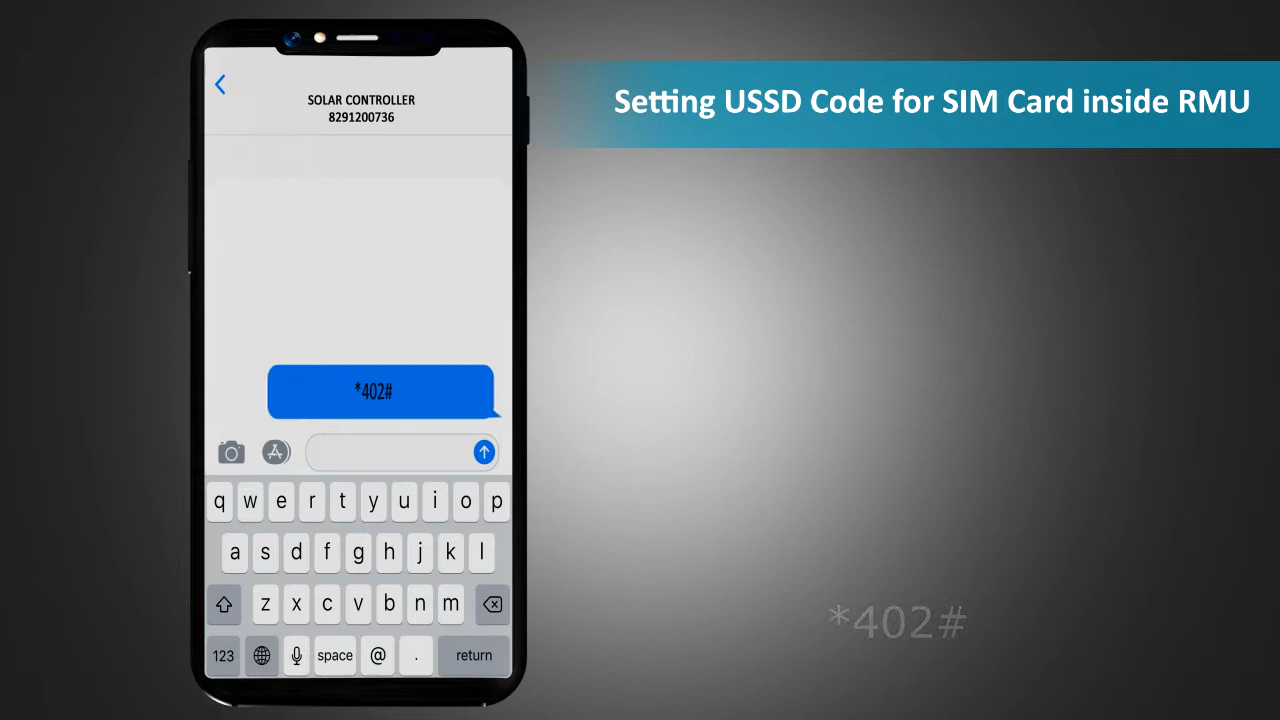 SOLAR CONTROLLER
8291200736
Setting USSD Code for SIM Card inside RMU
*402#
q w e r t y u i o p
a s d f g h j k l
z x c v b n m
123 space @ . return
*402#